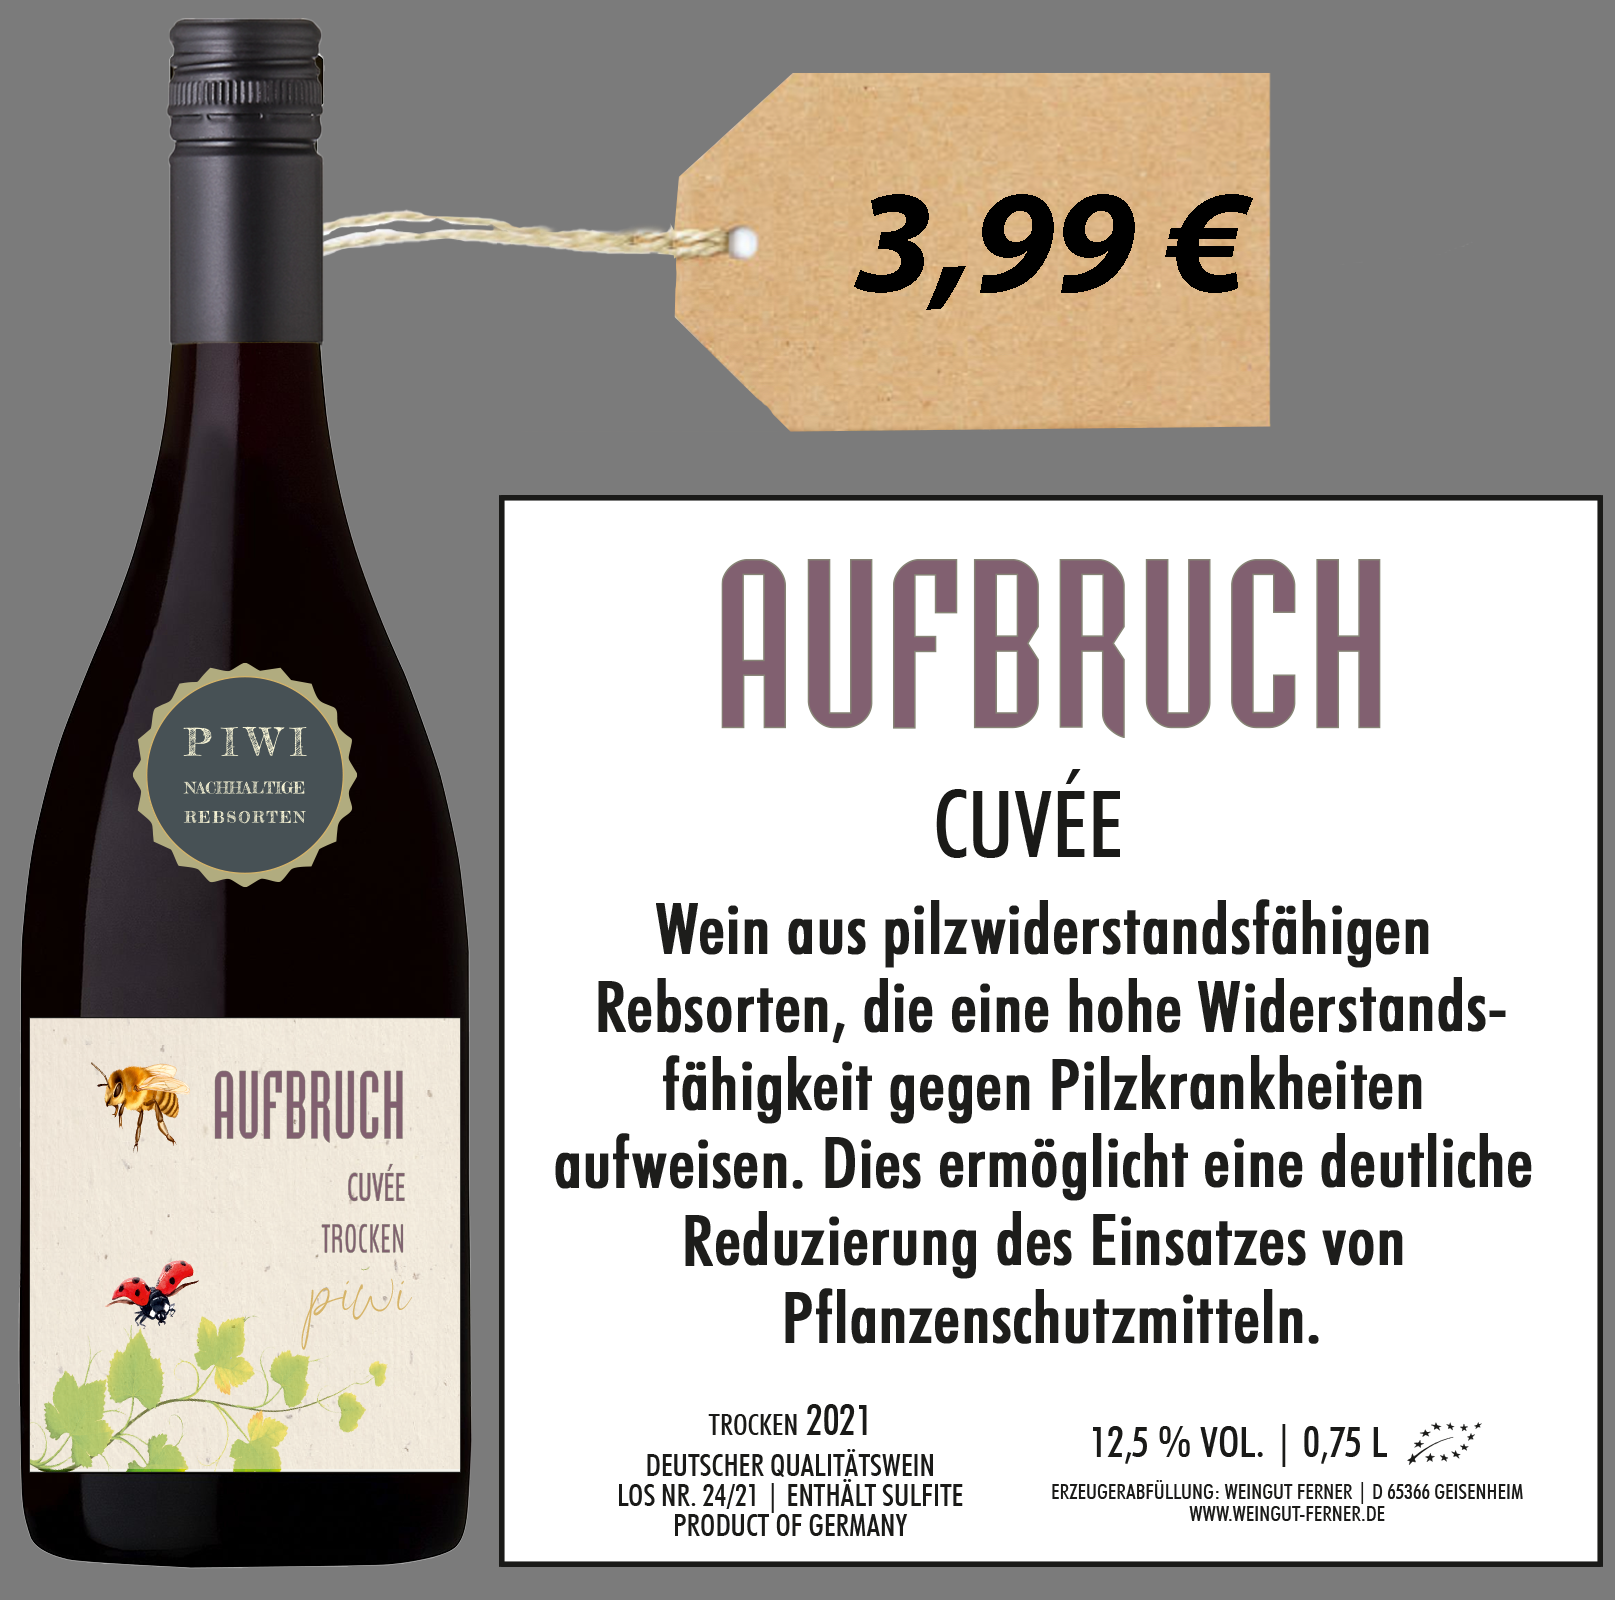 3,99 €
PIWI
NACHHALTIGE
REBSORTEN
AUFBRUCH
CUVÉE
TROCKEN
piwi
AUFBRUCH
CUVÉE
Wein aus pilzwiderstandsfähigen
Rebsorten, die eine hohe Widerstands-
fähigkeit gegen Pilzkrankheiten
aufweisen. Dies ermöglicht eine deutliche
Reduzierung des Einsatzes von
Pflanzenschutzmitteln.
TROCKEN 2021
DEUTSCHER QUALITÄTSWEIN
LOS NR. 24/21 | ENTHÄLT SULFITE
PRODUCT OF GERMANY
12,5 % VOL. | 0,75 L
ERZEUGERABFÜLLUNG: WEINGUT FERNER | D 65366 GEISENHEIM
WWW.WEINGUT-FERNER.DE